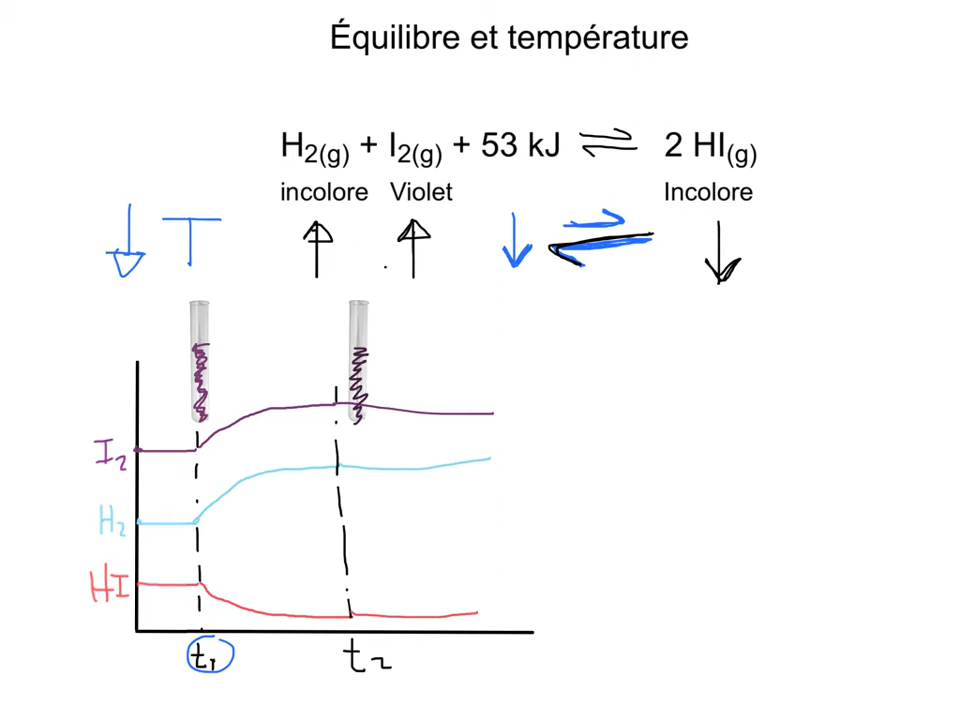 Équilibre et température
H₂(g) + I₂(g) + 53 kJ ⇌ 2 HI(g)
incolore Violet Incolore
↓ T ↑ ↑ ↓ ⇌ ↓
I₂
H₂
HI
t₁ t₂